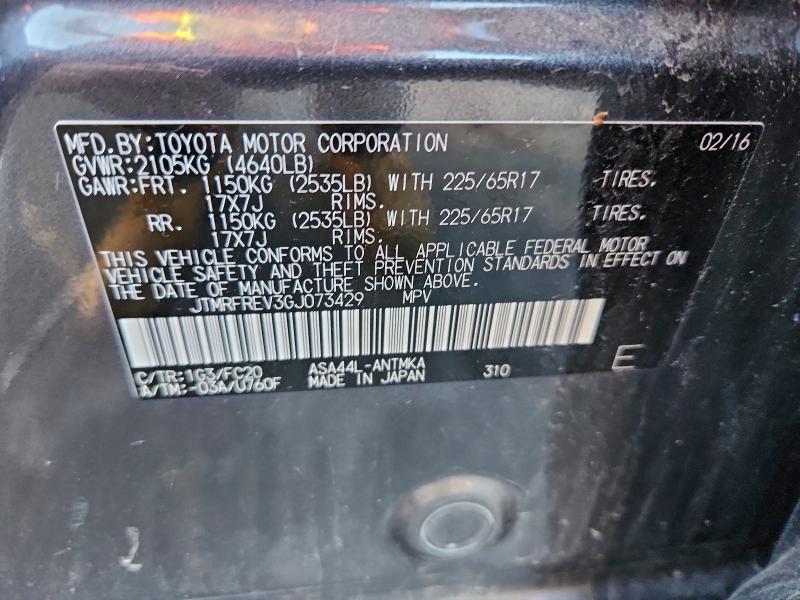 MFD.BY:TOYOTA MOTOR CORPORATION 02/16
GVWR:2105KG (4640LB)
GAWR:FRT. 1150KG (2535LB) WITH 225/65R17 TIRES.
17X7J RIMS.
RR. 1150KG (2535LB) WITH 225/65R17 TIRES.
17X7J RIMS.
THIS VEHICLE CONFORMS TO ALL APPLICABLE FEDERAL MOTOR
VEHICLE SAFETY AND THEFT PREVENTION STANDARDS IN EFFECT ON
THE DATE OF MANUFACTURE SHOWN ABOVE.
JTMRFREV3GJ073429 MPV
C/TR:1G3/FC20 ASA44L-ANTMKA 310 E
A/TM:-03A/U760F MADE IN JAPAN